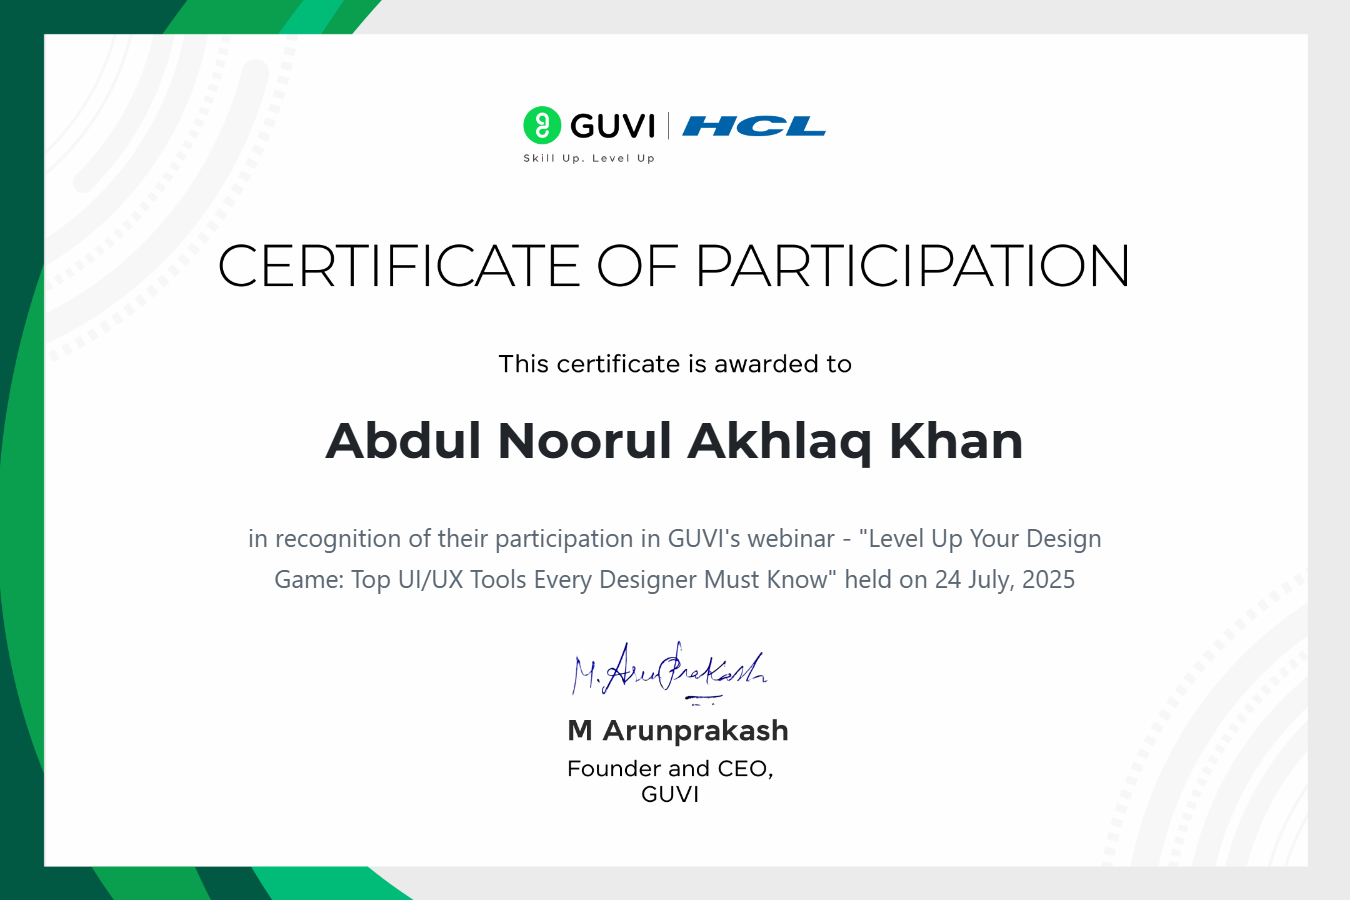 GUVI HCL
Skill Up. Level Up
CERTIFICATE OF PARTICIPATION
This certificate is awarded to
Abdul Noorul Akhlaq Khan
in recognition of their participation in GUVI's webinar - "Level Up Your Design
Game: Top UI/UX Tools Every Designer Must Know" held on 24 July, 2025
M. ArunPrakash
M Arunprakash
Founder and CEO,
GUVI